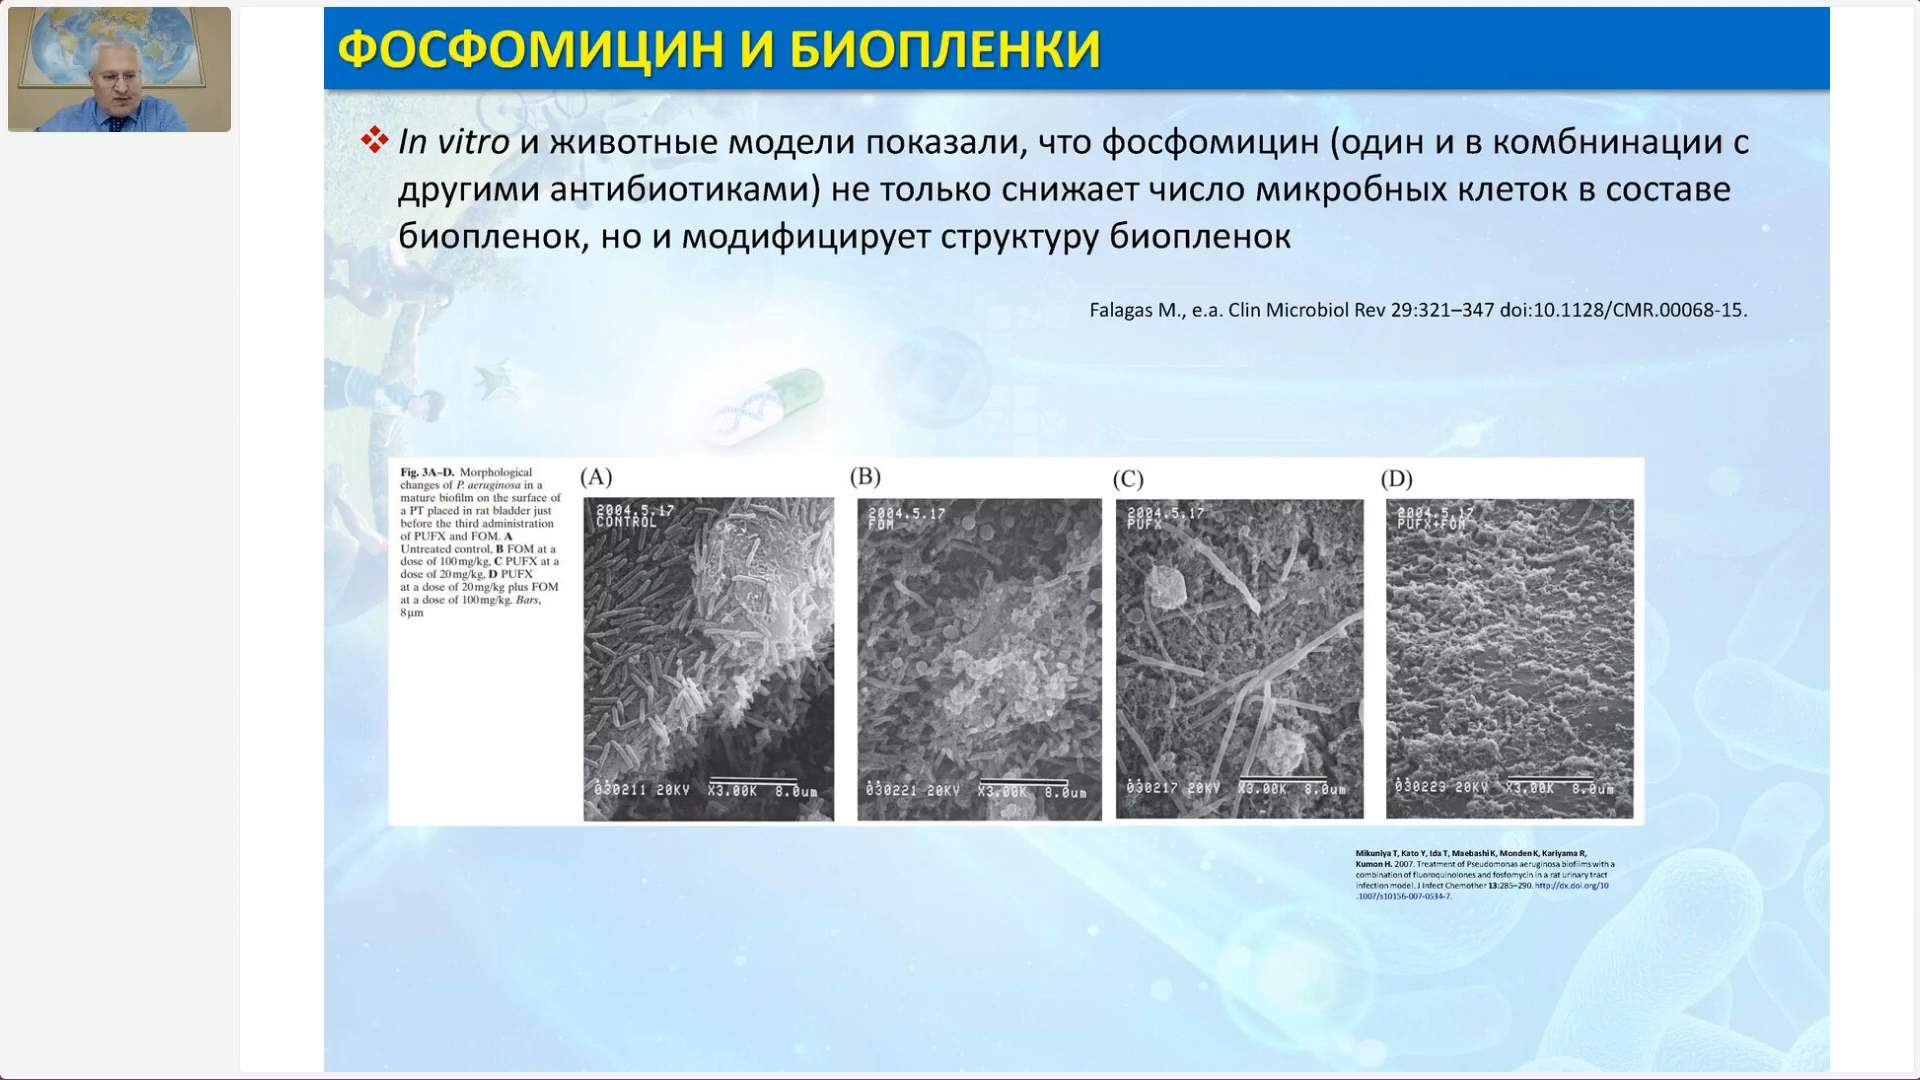 ФОСФОМИЦИН И БИОПЛЕНКИ
In vitro и животные модели показали, что фосфомицин (один и в комбнинации с
другими антибиотиками) не только снижает число микробных клеток в составе
биопленок, но и модифицирует структуру биопленок
Falagas M., e.a. Clin Microbiol Rev 29:321–347 doi:10.1128/CMR.00068-15.
Fig. 3A–D. Morphological
changes of P. aeruginosa in a
mature biofilm on the surface of
a PT placed in rat bladder just
before the third administration
of PUFX and FOM. A
Untreated control, B FOM at a
dose of 100mg/kg, C PUFX at a
dose of 20mg/kg, D PUFX
at a dose of 20mg/kg plus FOM
at a dose of 100mg/kg. Bars,
8μm
(A)
2004.5.17
CONTROL
030211 20KV X3.00K 8.0um
(B)
2004.5.17
FOM
030221 20KV X3.00K 8.0um
(C)
2004.5.17
PUFX
030217 20KV X3.00K 8.0um
(D)
2004.5.17
PUFX+FOM
030223 20KV X3.00K 8.0um
Mikuniya T, Kato Y, Ida T, Maebashi K, Monden K, Kariyama R,
Kumon H. 2007. Treatment of Pseudomonas aeruginosa biofilms with a
combination of fluoroquinolones and fosfomycin in a rat urinary tract
infection model. J Infect Chemother 13:285–290. http://dx.doi.org/10
.1007/s10156-007-0534-7.